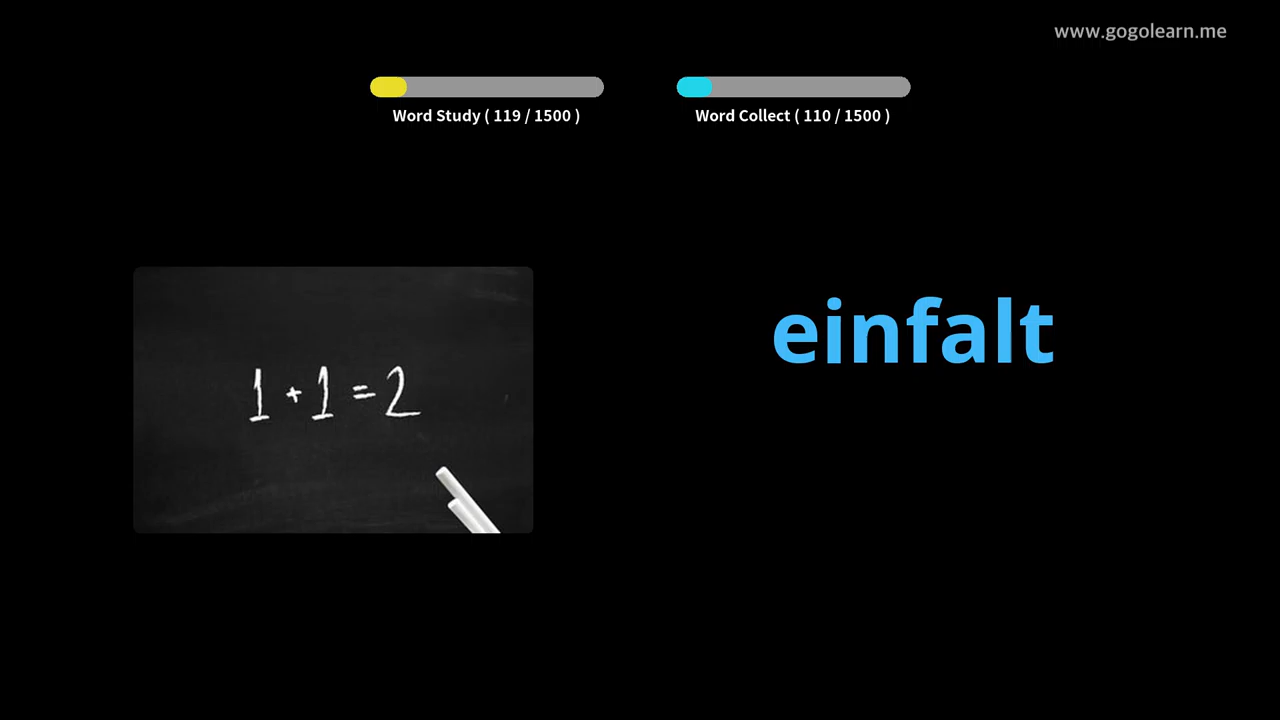 www.gogolearn.me
Word Study ( 119 / 1500 )
Word Collect ( 110 / 1500 )
einfalt
1 + 1 = 2